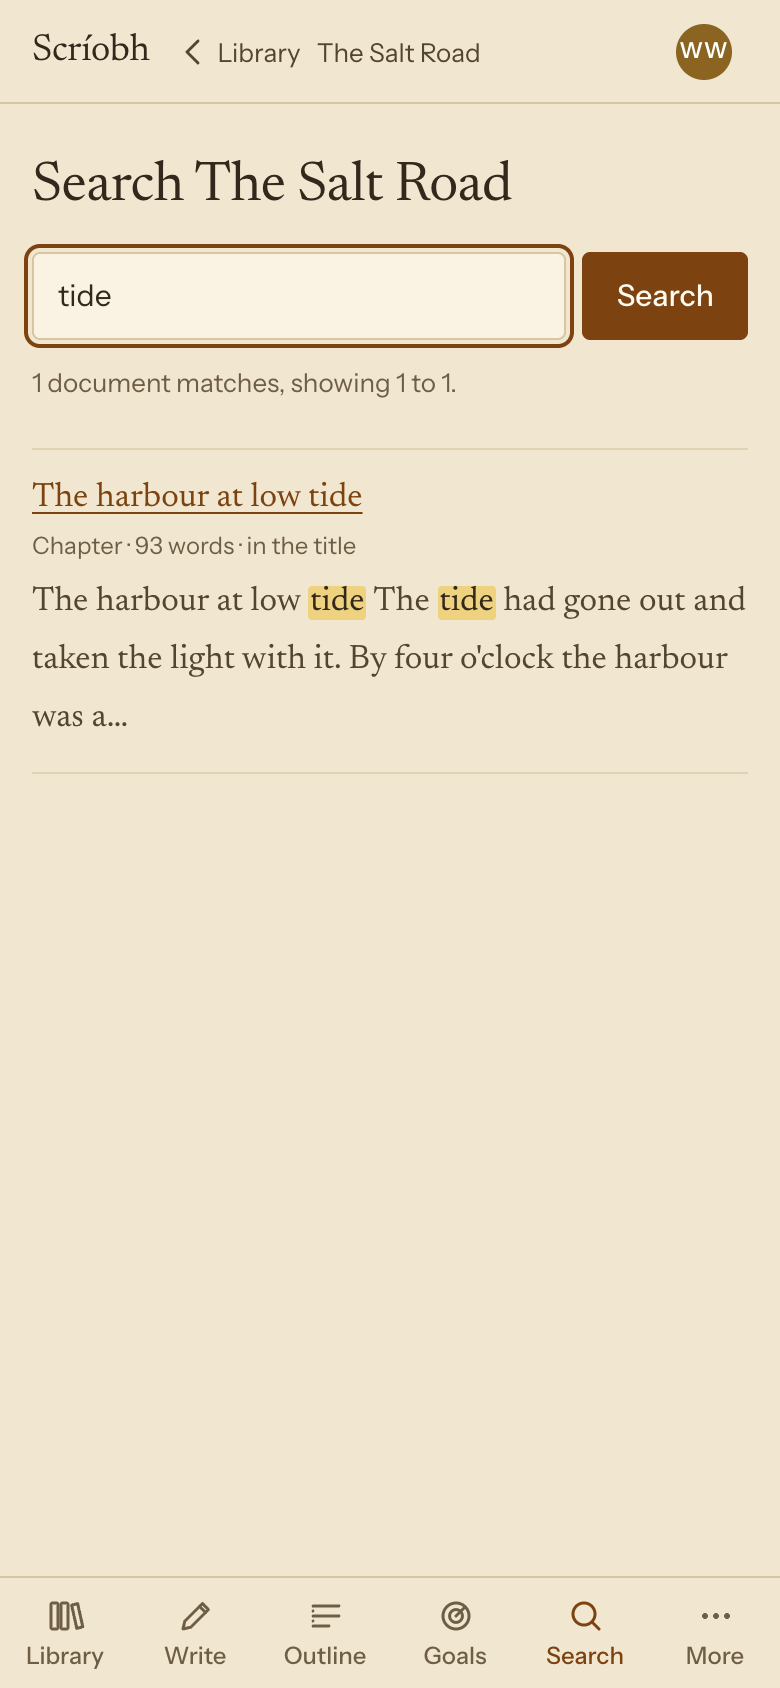 Scríobh
Library The Salt Road
WW
Search The Salt Road
tide
Search
1 document matches, showing 1 to 1.
The harbour at low tide
Chapter · 93 words · in the title
The harbour at low tide The tide had gone out and
taken the light with it. By four o'clock the harbour
was a...
Library
Write
Outline
Goals
Search
More